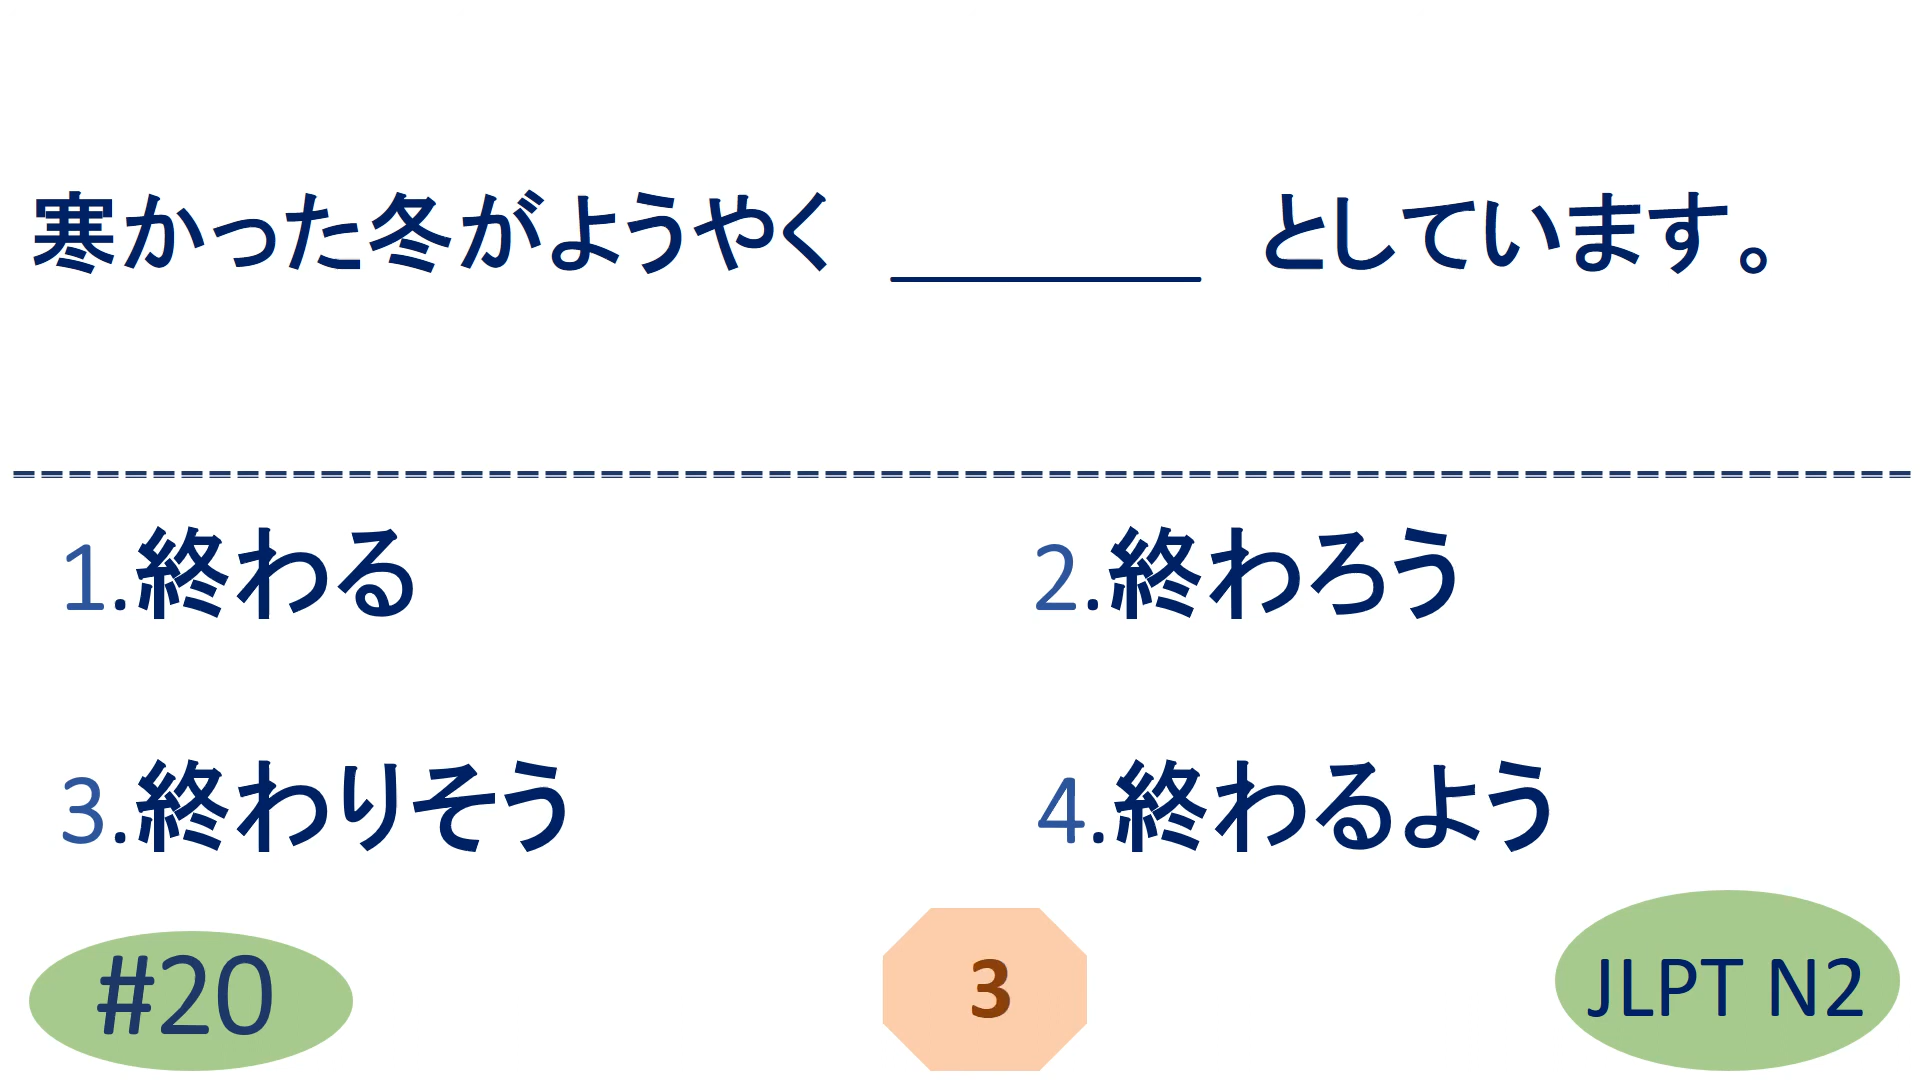 寒かった冬がようやく ________ としています。
====================================================================
1.終わる 2.終わろう
3.終わりそう 4.終わるよう
#20 3 JLPT N2